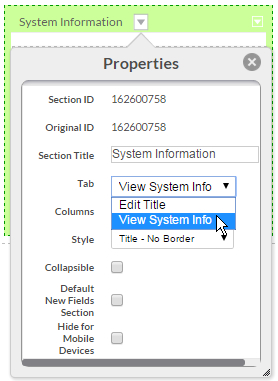 System Information
Properties
Section ID 162600758
Original ID 162600758
Section Title System Information
Tab View System Info
Edit Title
Columns View System Info
Style Title - No Border
Collapsible
Default
New Fields
Section
Hide for
Mobile
Devices